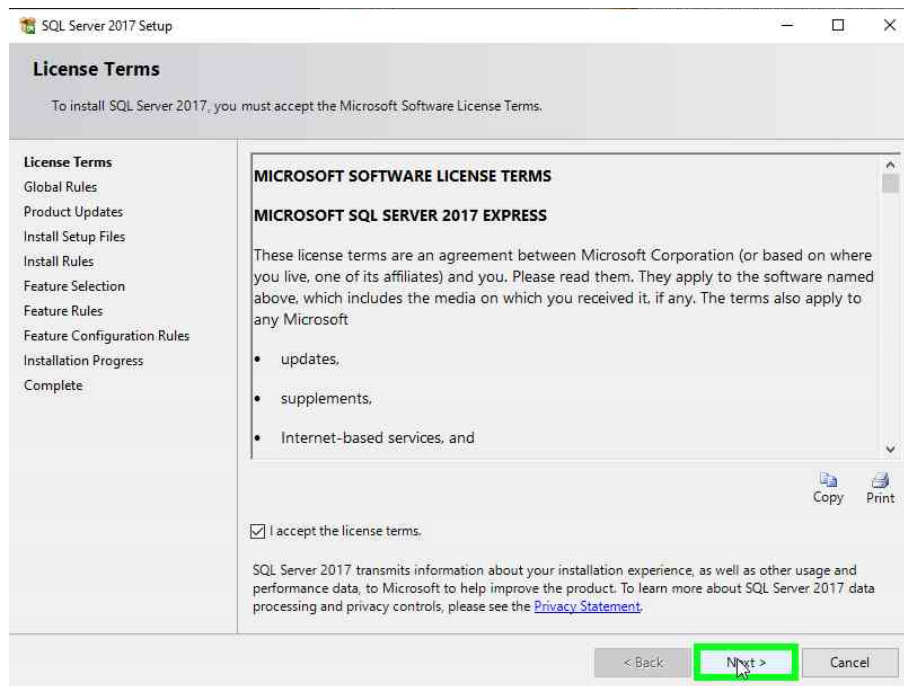 SQL Server 2017 Setup
License Terms
To install SQL Server 2017, you must accept the Microsoft Software License Terms.
License Terms
Global Rules
Product Updates
Install Setup Files
Install Rules
Feature Selection
Feature Rules
Feature Configuration Rules
Installation Progress
Complete
MICROSOFT SOFTWARE LICENSE TERMS
MICROSOFT SQL SERVER 2017 EXPRESS
These license terms are an agreement between Microsoft Corporation (or based on where
you live, one of its affiliates) and you. Please read them. They apply to the software named
above, which includes the media on which you received it, if any. The terms also apply to
any Microsoft
• updates,
• supplements,
• Internet-based services, and
Copy Print
I accept the license terms.
SQL Server 2017 transmits information about your installation experience, as well as other usage and
performance data, to Microsoft to help improve the product. To learn more about SQL Server 2017 data
processing and privacy controls, please see the Privacy Statement.
< Back Next > Cancel